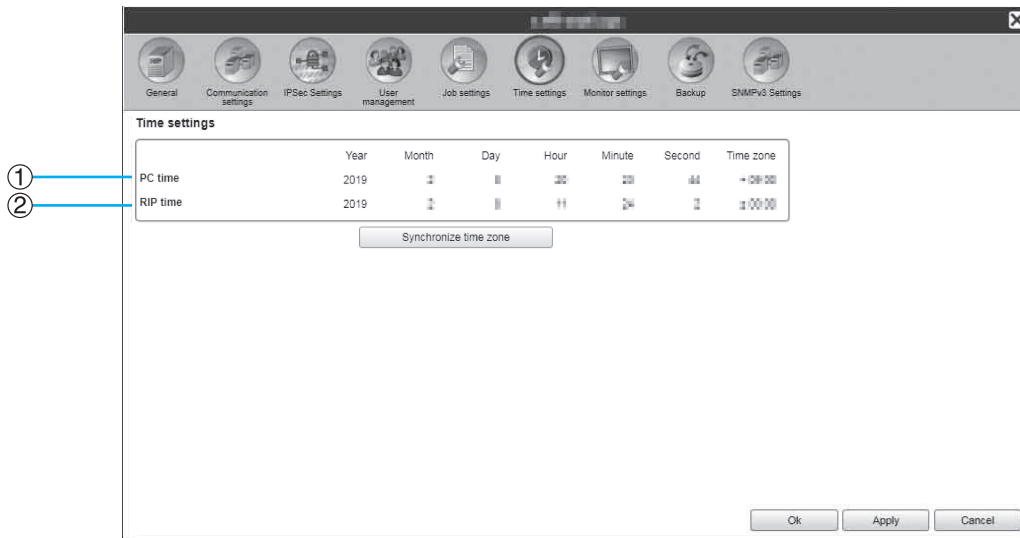 General
Communication settings
IPSec Settings
User management
Job settings
Time settings
Monitor settings
Backup
SNMPv3 Settings
Time settings
Year Month Day Hour Minute Second Time zone
① PC time 2019
② RIP time 2019
Synchronize time zone
Ok Apply Cancel